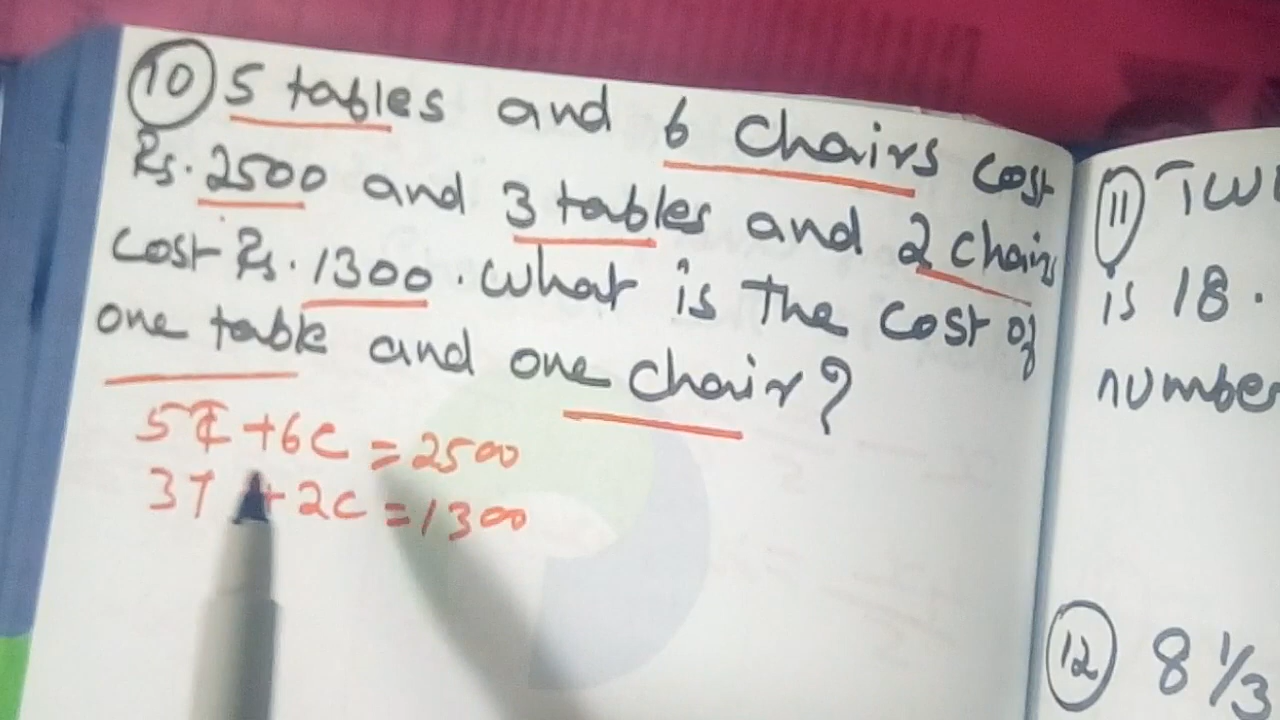 10 5 tables and 6 chairs cost
Rs. 2500 and 3 tables and 2 chairs
cost Rs. 1300. What is the cost of
one table and one chair?
5T+6C=2500
3T+2C=1300
11
is 18.
number
12 8 1/3